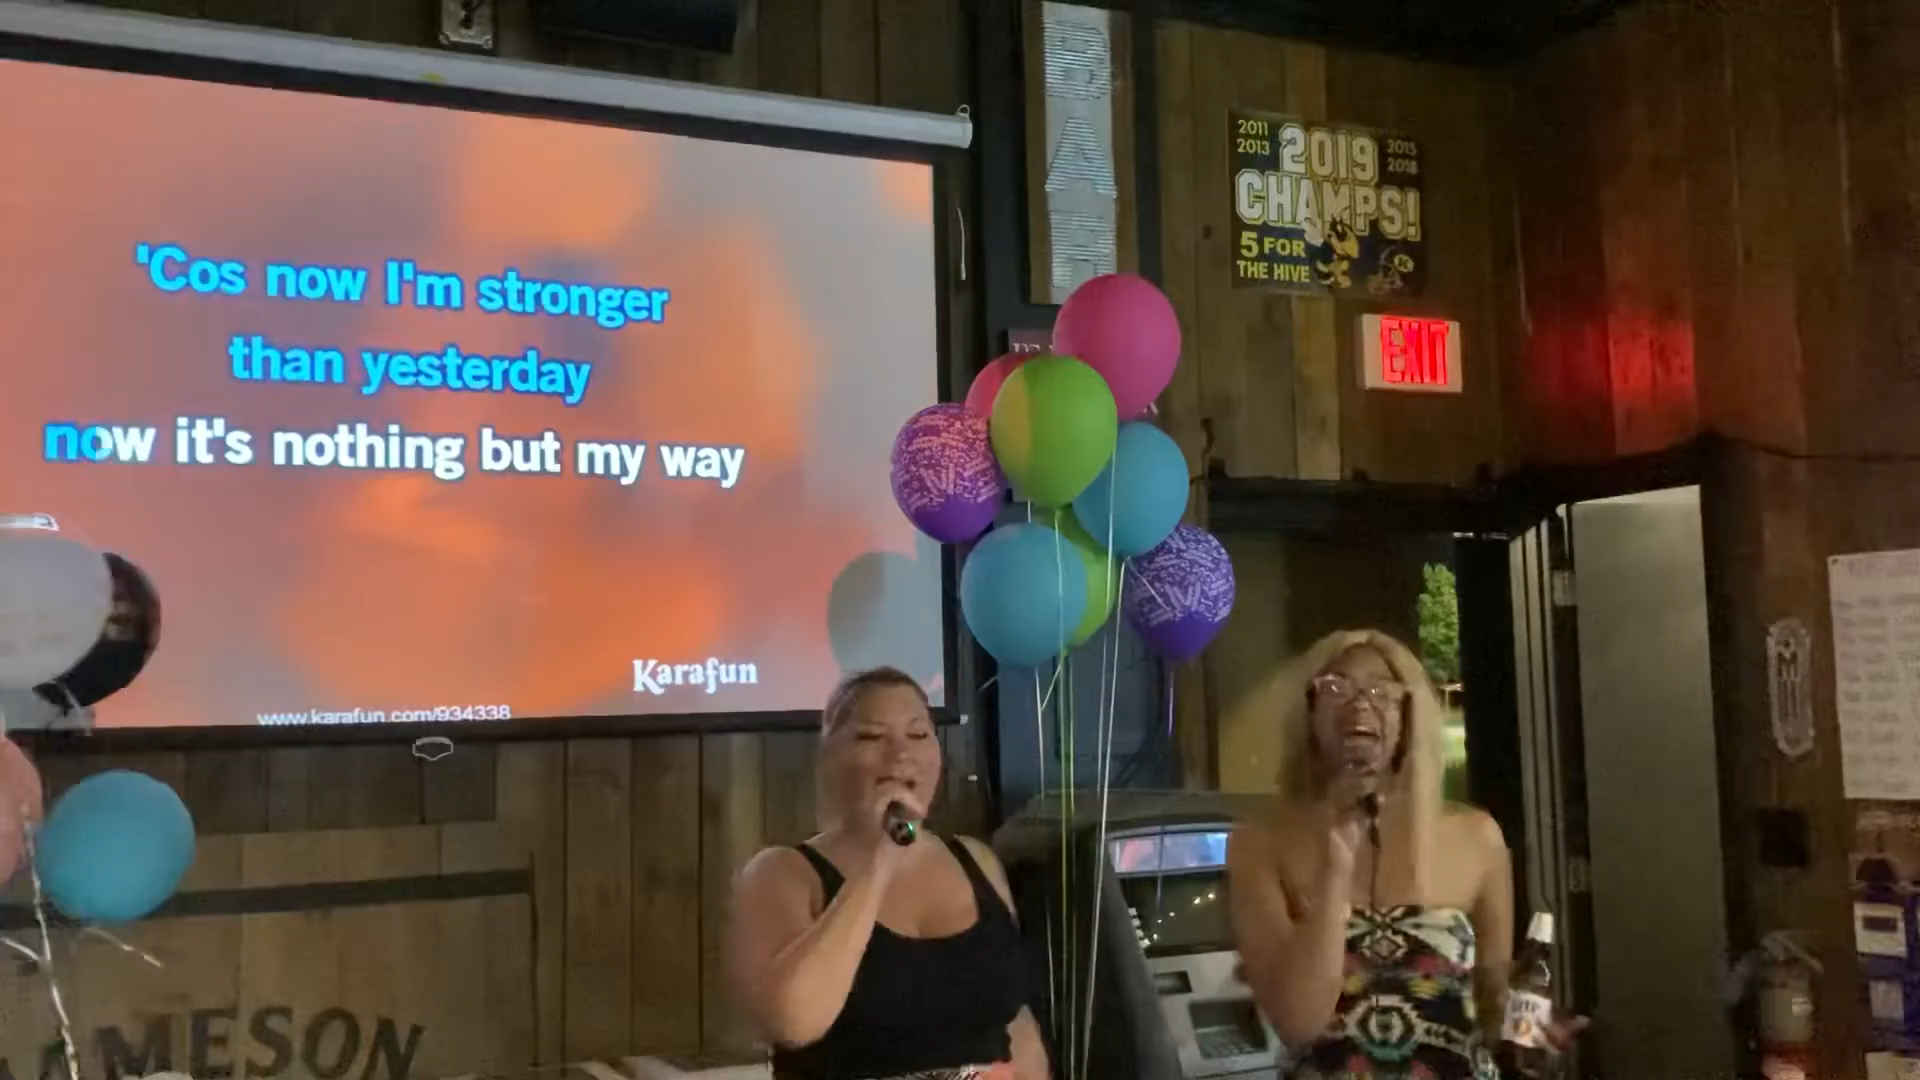 'Cos now I'm stronger
than yesterday
now it's nothing but my way
Karafun
www.karafun.com/934338
BAR
2011
2013
2019
2015
2018
CHAMPS!
5 FOR
THE HIVE
EXIT
JAMESON